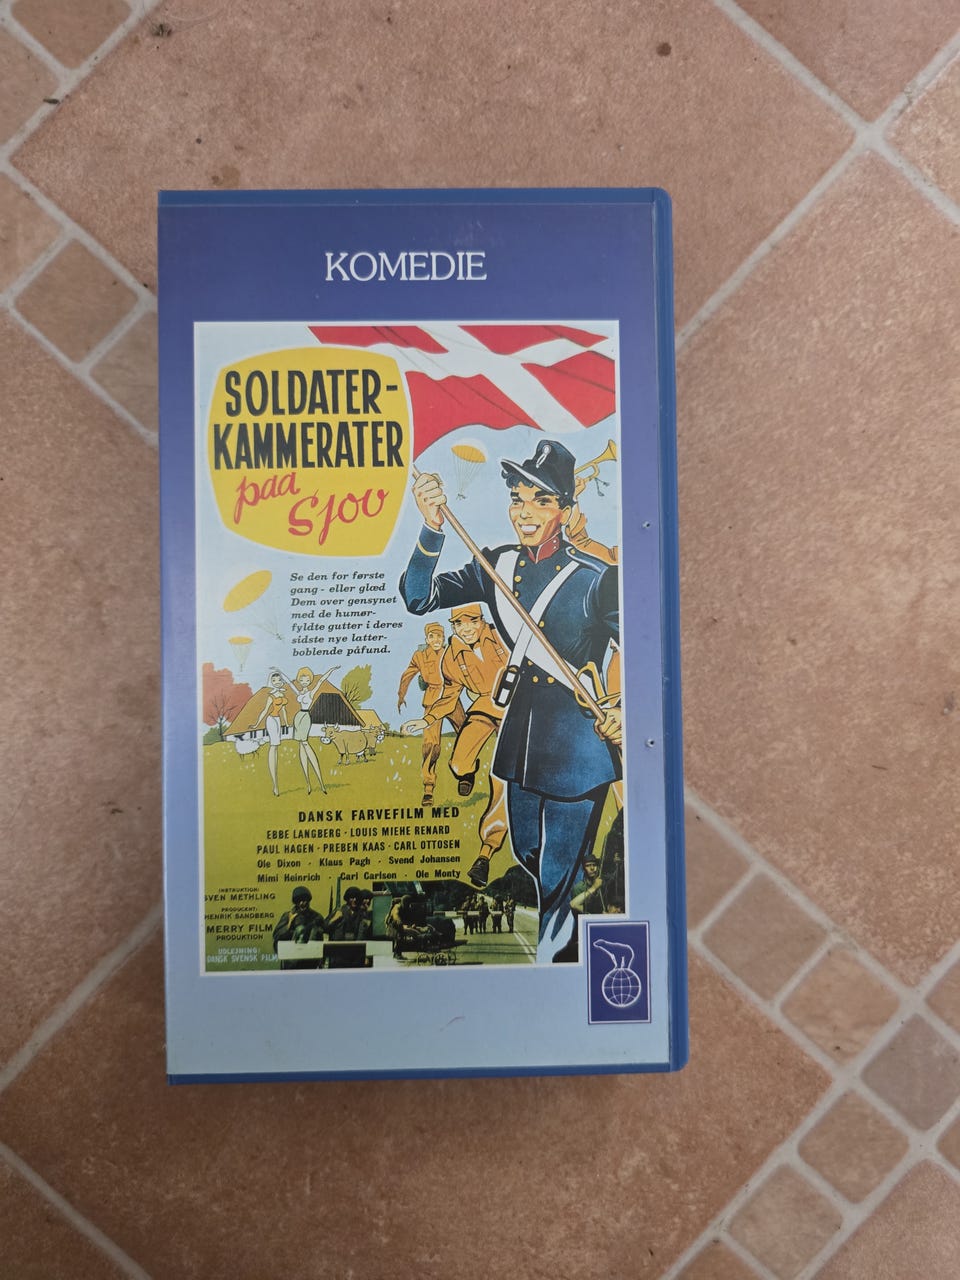 KOMEDIE
SOLDATER-
KAMMERATER
paa
Sjov
Se den for første
gang - eller glæd
Dem over gensynet
med de humør-
fyldte gutter i deres
sidste nye latter-
boblende påfund.
DANSK FARVEFILM MED
EBBE LANGBERG · LOUIS MIEHE RENARD
PAUL HAGEN · PREBEN KAAS · CARL OTTOSEN
Ole Dixon · Klaus Pagh · Svend Johansen
Mimi Heinrich · Carl Carlsen · Ole Monty
INSTRUKTION:
SVEN METHLING
PRODUCENT:
HENRIK SANDBERG
MERRY FILM
PRODUKTION
UDLEJNING:
DANSK SVENSK FILM